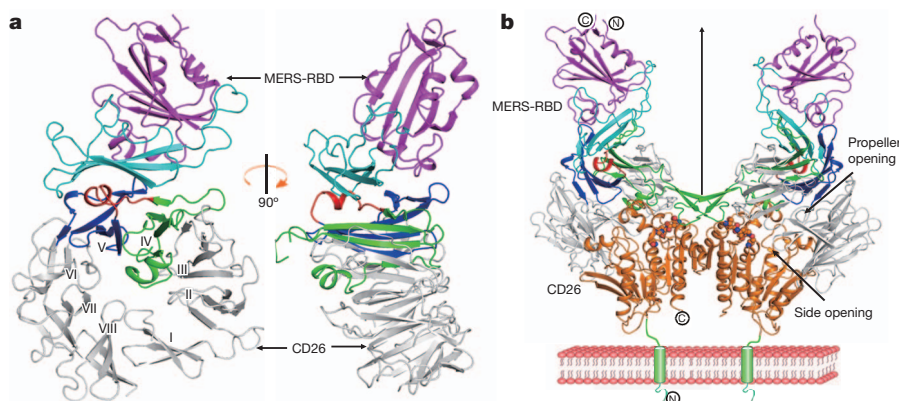 a
MERS-RBD
90°
V
IV
III
VI
II
VII
VIII
I
CD26
b
C
N
MERS-RBD
Propeller
opening
CD26
C
Side opening
N